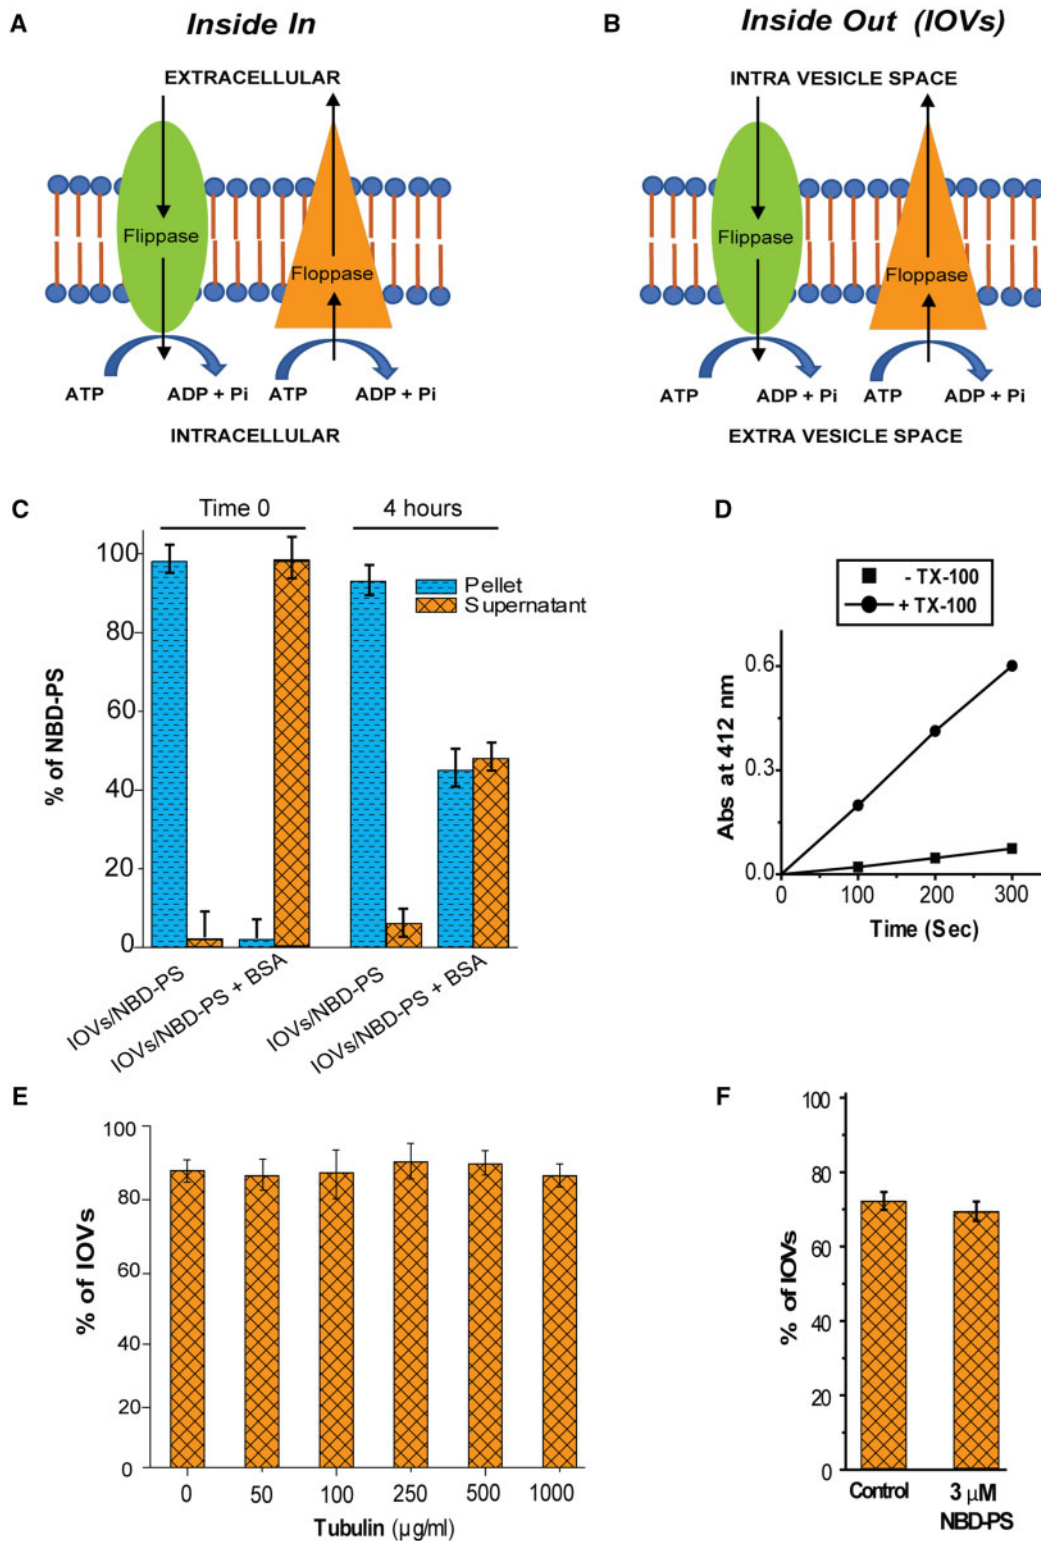 A
Inside In
EXTRACELLULAR
Flippase
Floppase
ATP
ADP + Pi
ATP
ADP + Pi
INTRACELLULAR
B
Inside Out (IOVs)
INTRA VESICLE SPACE
Flippase
Floppase
ATP
ADP + Pi
ATP
ADP + Pi
EXTRA VESICLE SPACE
C
Time 0
4 hours
Pellet
Supernatant
% of NBD-PS
100
80
60
40
20
0
IOVs/NBD-PS
IOVs/NBD-PS + BSA
IOVs/NBD-PS
IOVs/NBD-PS + BSA
D
- TX-100
+ TX-100
Abs at 412 nm
0.6
0.3
0.0
0
100
200
300
Time (Sec)
E
% of IOVs
100
80
60
40
20
0
0
50
100
250
500
1000
Tubulin (µg/ml)
F
% of IOVs
100
80
60
40
20
0
Control
3 µM
NBD-PS